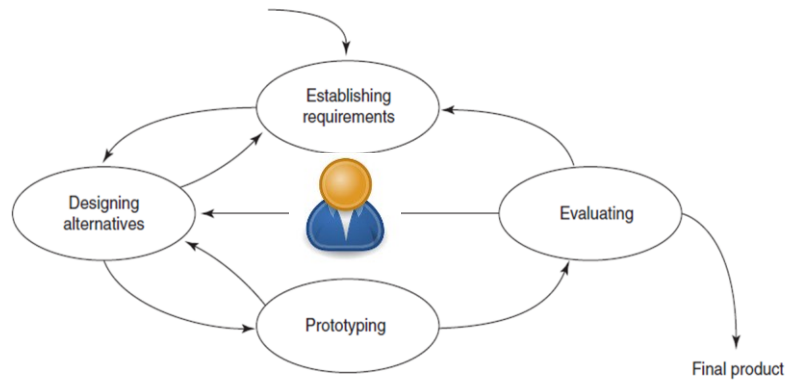 Establishing
requirements
Designing
alternatives
Evaluating
Prototyping
Final product